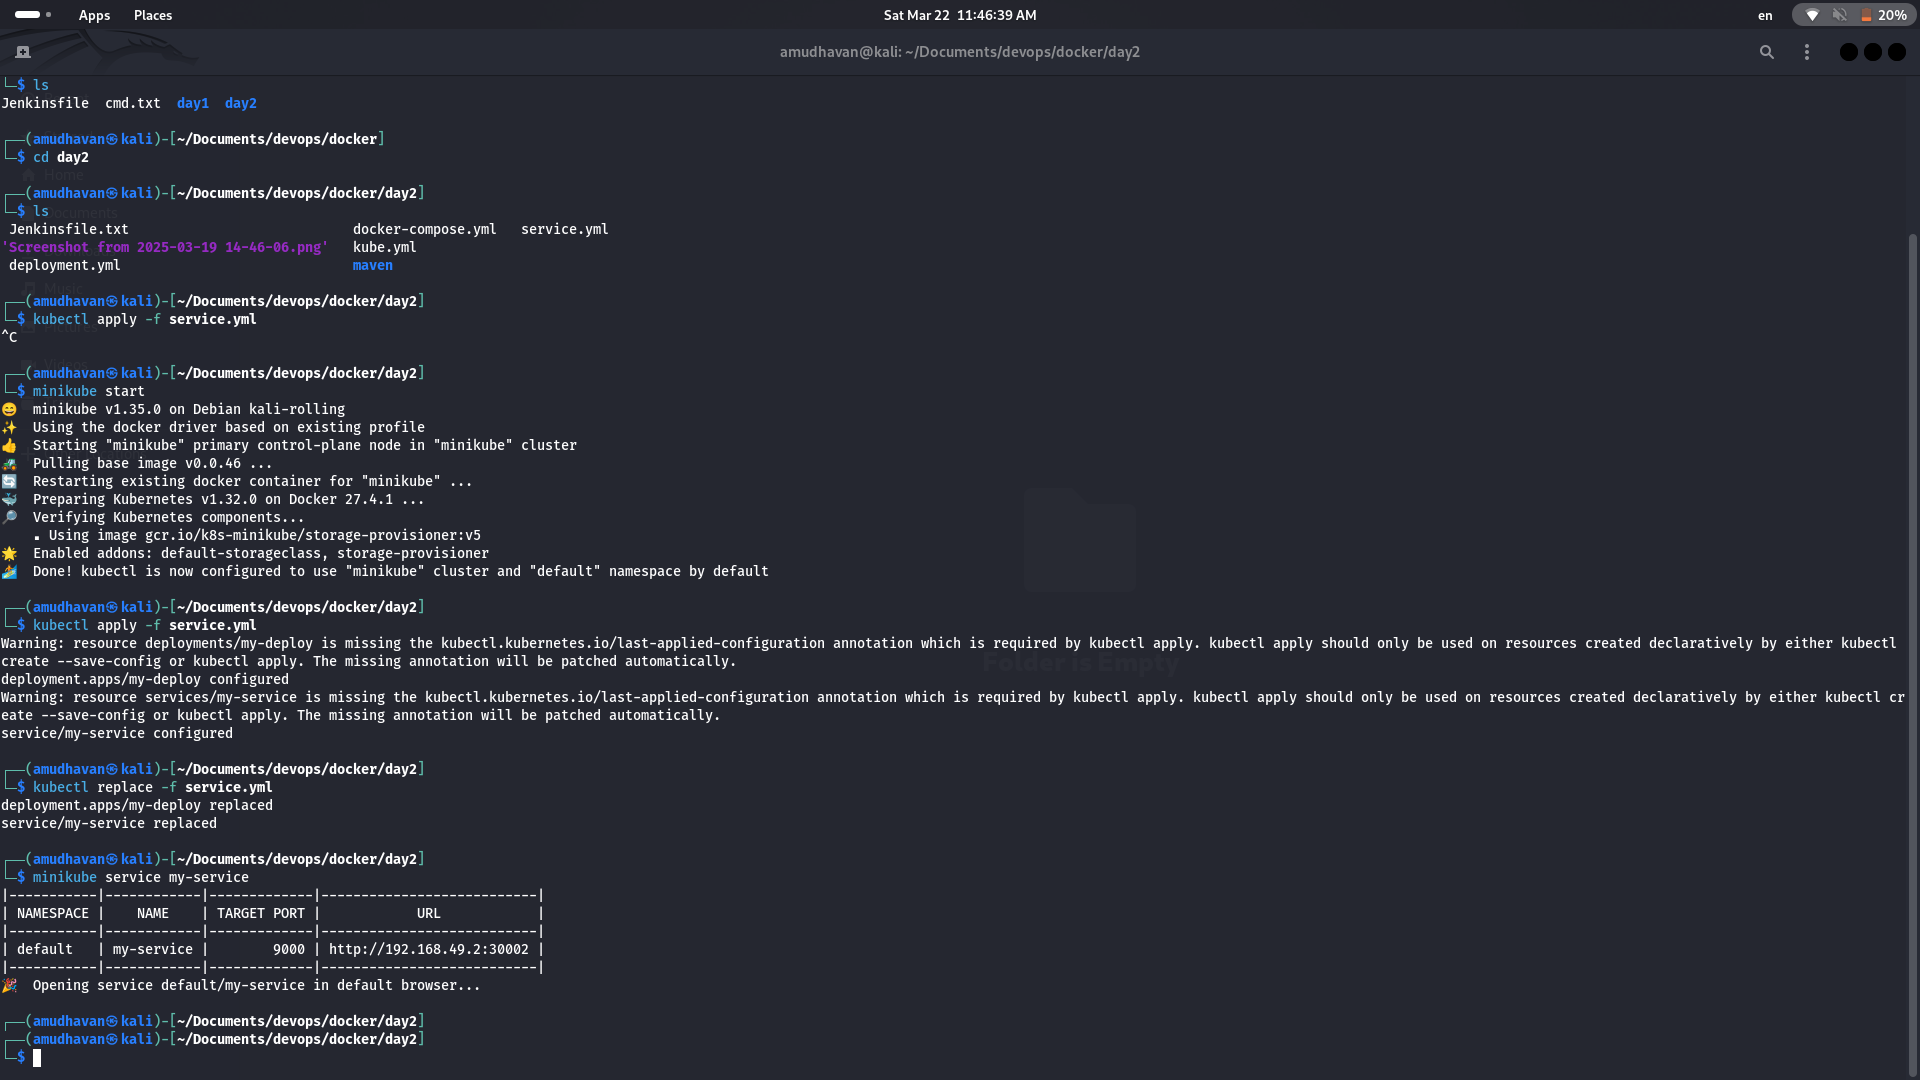 Apps Places Sat Mar 22 11:46:39 AM en 20%
amudhavan@kali: ~/Documents/devops/docker/day2
└─$ ls
Jenkinsfile cmd.txt day1 day2
┌──(amudhavan㉿kali)-[~/Documents/devops/docker]
└─$ cd day2
Home
┌──(amudhavan㉿kali)-[~/Documents/devops/docker/day2]
└─$ ls
Documents
Jenkinsfile.txt docker-compose.yml service.yml
'Screenshot from 2025-03-19 14-46-06.png' kube.yml
deployment.yml maven
Music
┌──(amudhavan㉿kali)-[~/Documents/devops/docker/day2]
└─$ kubectl apply -f service.yml
Pictures
^C
┌──(amudhavan㉿kali)-[~/Documents/devops/docker/day2]
└─$ minikube start
😄 minikube v1.35.0 on Debian kali-rolling
✨ Using the docker driver based on existing profile
👍 Starting "minikube" primary control-plane node in "minikube" cluster
🚜 Pulling base image v0.0.46 ...
🔄 Restarting existing docker container for "minikube" ...
🐳 Preparing Kubernetes v1.32.0 on Docker 27.4.1 ...
🔎 Verifying Kubernetes components...
▪ Using image gcr.io/k8s-minikube/storage-provisioner:v5
🌟 Enabled addons: default-storageclass, storage-provisioner
🏄 Done! kubectl is now configured to use "minikube" cluster and "default" namespace by default
┌──(amudhavan㉿kali)-[~/Documents/devops/docker/day2]
└─$ kubectl apply -f service.yml
Warning: resource deployments/my-deploy is missing the kubectl.kubernetes.io/last-applied-configuration annotation which is required by kubectl apply. kubectl apply should only be used on resources created declaratively by either kubectl
create --save-config or kubectl apply. The missing annotation will be patched automatically.
Folder is Empty
deployment.apps/my-deploy configured
Warning: resource services/my-service is missing the kubectl.kubernetes.io/last-applied-configuration annotation which is required by kubectl apply. kubectl apply should only be used on resources created declaratively by either kubectl cr
eate --save-config or kubectl apply. The missing annotation will be patched automatically.
service/my-service configured
┌──(amudhavan㉿kali)-[~/Documents/devops/docker/day2]
└─$ kubectl replace -f service.yml
deployment.apps/my-deploy replaced
service/my-service replaced
┌──(amudhavan㉿kali)-[~/Documents/devops/docker/day2]
└─$ minikube service my-service
|-----------|------------|-------------|---------------------------|
| NAMESPACE | NAME | TARGET PORT | URL |
|-----------|------------|-------------|---------------------------|
| default | my-service | 9000 | http://192.168.49.2:30002 |
|-----------|------------|-------------|---------------------------|
🎉 Opening service default/my-service in default browser...
┌──(amudhavan㉿kali)-[~/Documents/devops/docker/day2]
┌──(amudhavan㉿kali)-[~/Documents/devops/docker/day2]
└─$